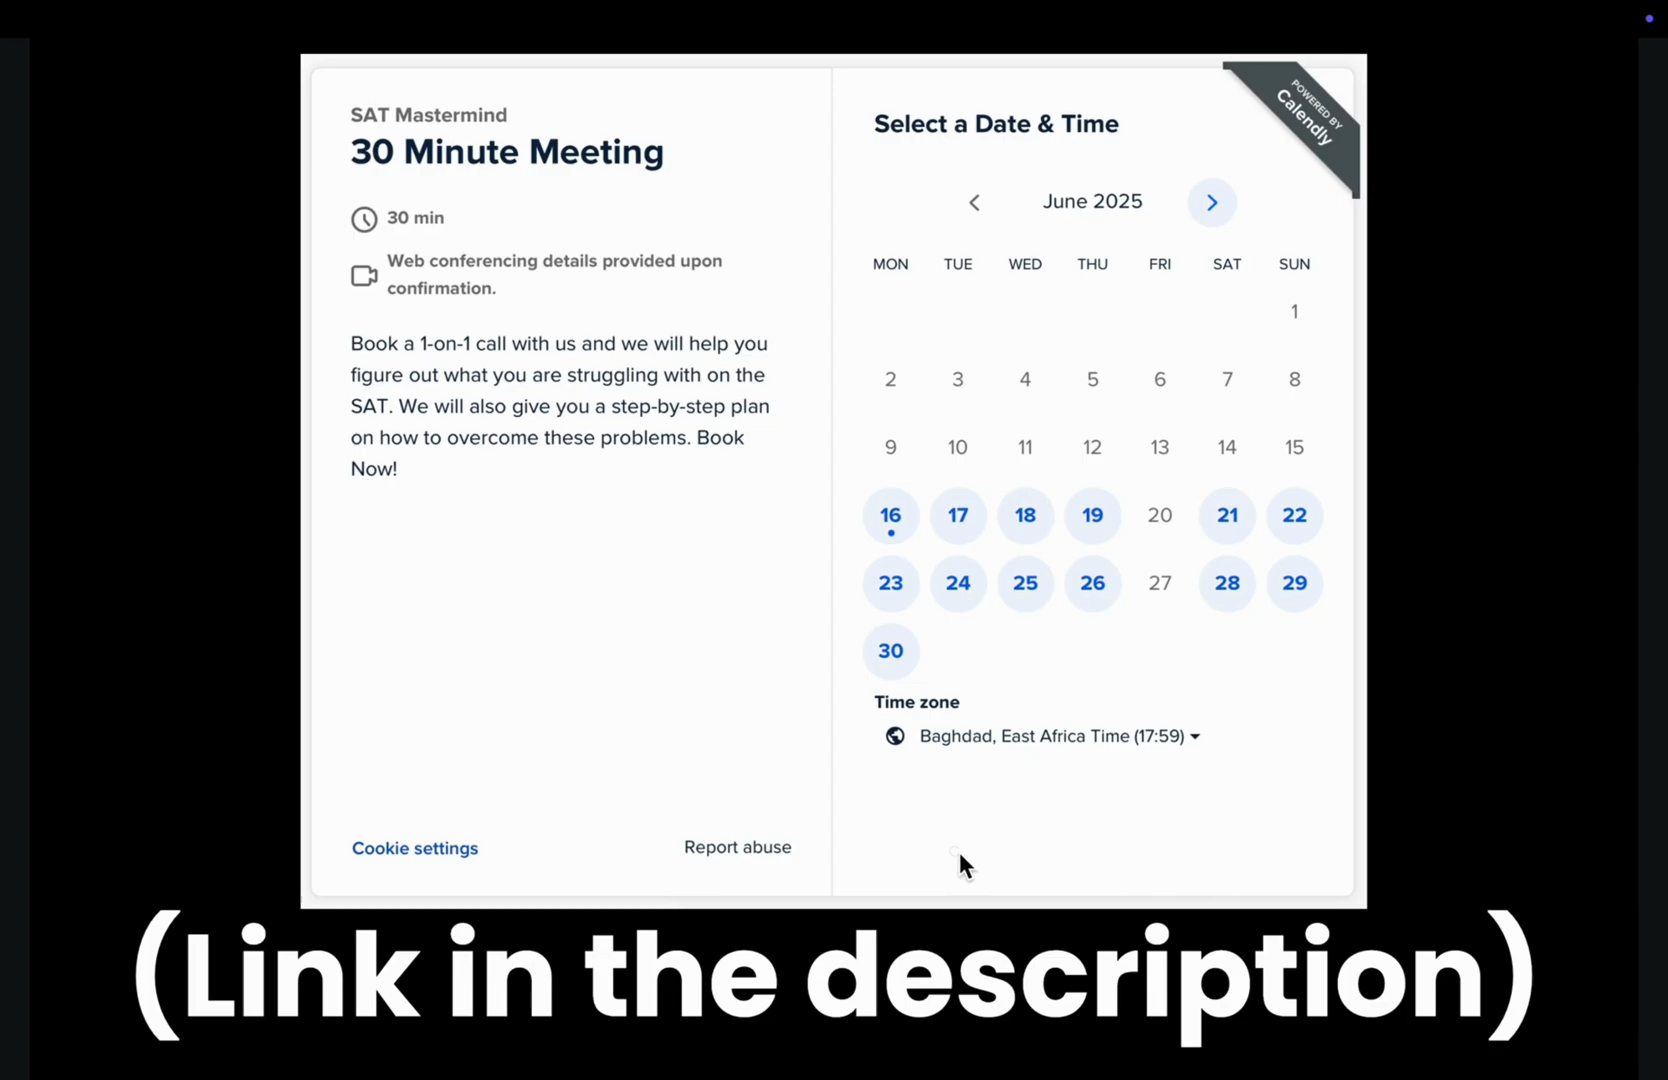 SAT Mastermind
30 Minute Meeting
30 min
Web conferencing details provided upon
confirmation.
Book a 1-on-1 call with us and we will help you
figure out what you are struggling with on the
SAT. We will also give you a step-by-step plan
on how to overcome these problems. Book
Now!
Cookie settings
Report abuse
Select a Date & Time
POWERED BY
Calendly
June 2025
MON TUE WED THU FRI SAT SUN
1
2 3 4 5 6 7 8
9 10 11 12 13 14 15
16 17 18 19 20 21 22
23 24 25 26 27 28 29
30
Time zone
Baghdad, East Africa Time (17:59)
(Link in the description)